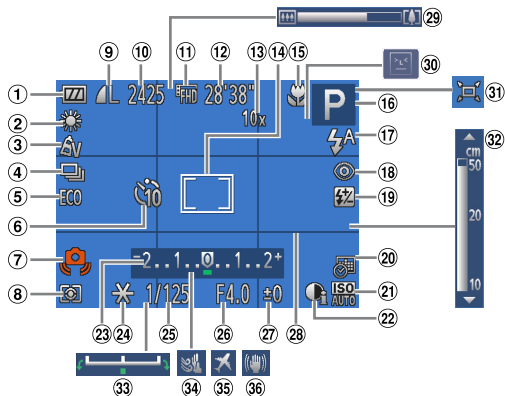 ㉙
⑨ ⑩ ⑪ ⑫ ⑬ ⑭ ⑮
㉚
① L 2425 FHD 28'38" P ⑯ ㉛
② 10x
③ Av ⚡A ⑰ ㉜
④ ⑱ cm
50
⑤ ECO 10 ⑲ 20
⑥
⑦ -2..1..0..1..2+ ⑳
10
⑧ 1/125 F4.0 ±0 i ISO AUTO ㉑
㉒
㉓ ㉔ ㉕ ㉖ ㉗ ㉘
㉝ ㉞ ㉟ ㊱